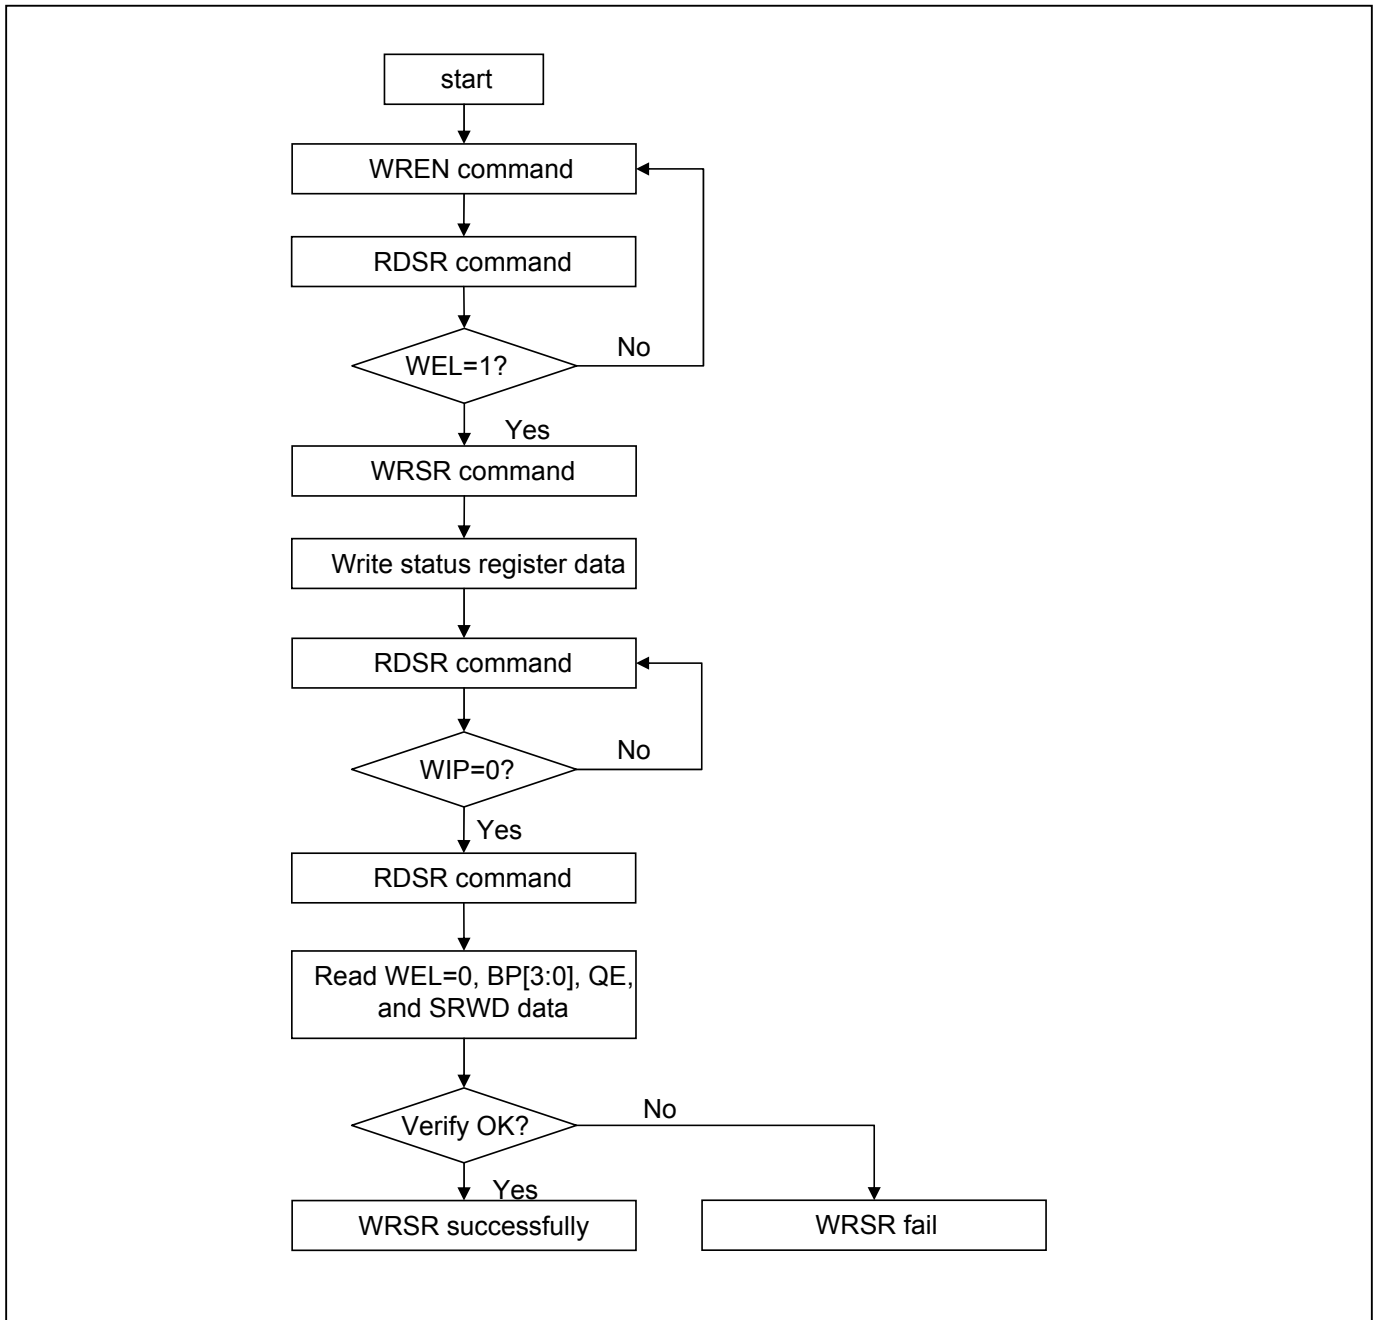 start
WREN command
RDSR command
WEL=1?
No
Yes
WRSR command
Write status register data
RDSR command
WIP=0?
No
Yes
RDSR command
Read WEL=0, BP[3:0], QE,
and SRWD data
Verify OK?
No
Yes
WRSR successfully
WRSR fail